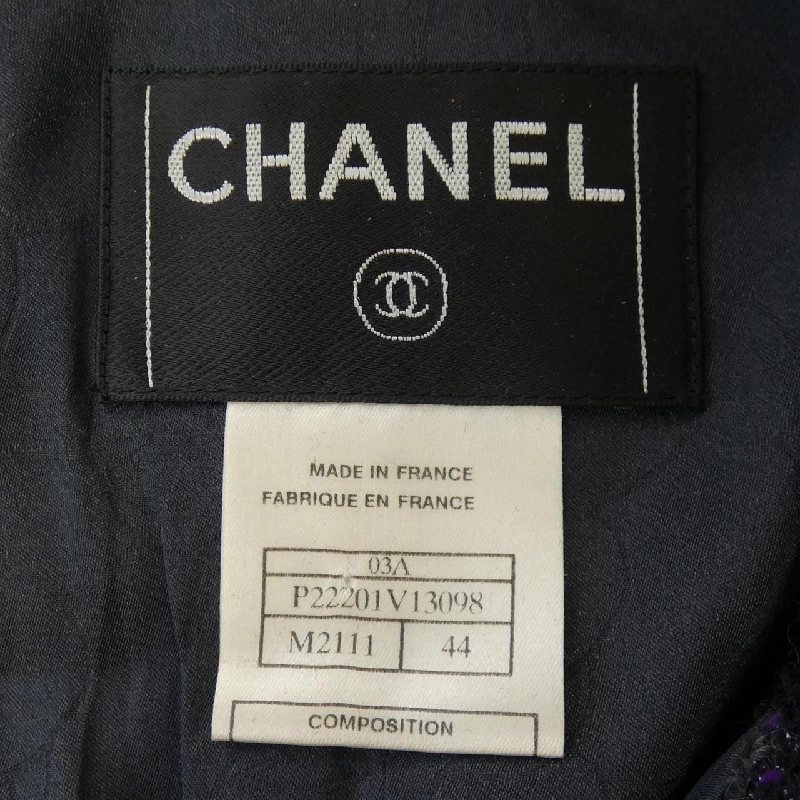 CHANEL
MADE IN FRANCE
FABRIQUE EN FRANCE
03A
P22201V13098
M2111 44
COMPOSITION